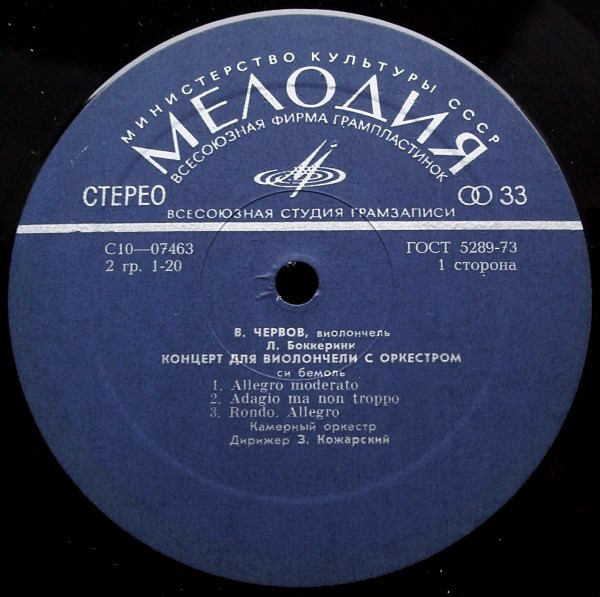 МИНИСТЕРСТВО КУЛЬТУРЫ СССР
МЕЛОДИЯ
ВСЕСОЮЗНАЯ ФИРМА ГРАМПЛАСТИНОК
СТЕРЕО 33
ВСЕСОЮЗНАЯ СТУДИЯ ГРАМЗАПИСИ
С10—07463 ГОСТ 5289-73
2 гр. 1-20 1 сторона
В. ЧЕРВОВ, виолончель
Л. Боккерини
КОНЦЕРТ ДЛЯ ВИОЛОНЧЕЛИ С ОРКЕСТРОМ
си бемоль
1. Allegro moderato
2. Adagio ma non troppo
3. Rondo. Allegro
Камерный оркестр
Дирижер З. Кожарский